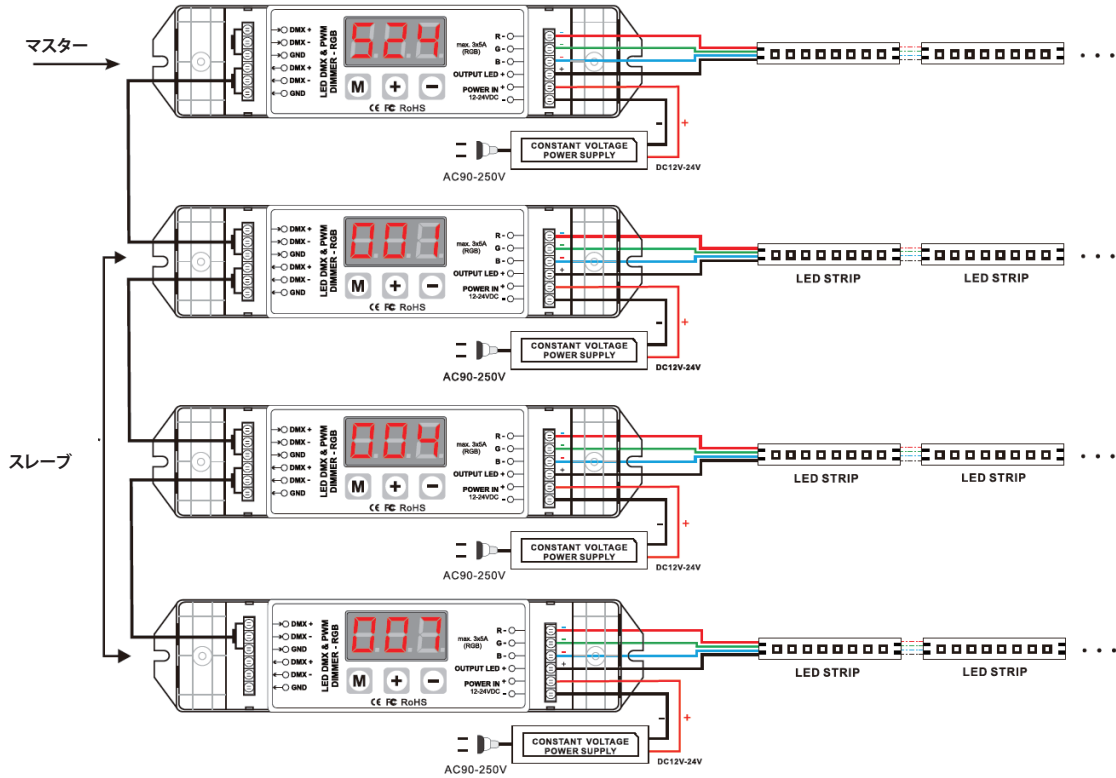 マスター
DMX +
DMX -
GND
DMX +
DMX -
GND
LED DMX & PWM
DIMMER - RGB
524
M + −
CE FC RoHS
max. 3x5A
(RGB)
R -
G -
B -
OUTPUT LED +
POWER IN +
12-24VDC -
CONSTANT VOLTAGE
POWER SUPPLY
AC90-250V
- +
DC12V-24V
DMX +
DMX -
GND
DMX +
DMX -
GND
LED DMX & PWM
DIMMER - RGB
001
M + −
CE FC RoHS
max. 3x5A
(RGB)
R -
G -
B -
OUTPUT LED +
POWER IN +
12-24VDC -
LED STRIP LED STRIP
CONSTANT VOLTAGE
POWER SUPPLY
AC90-250V
- +
DC12V-24V
スレーブ
DMX +
DMX -
GND
DMX +
DMX -
GND
LED DMX & PWM
DIMMER - RGB
004
M + −
CE FC RoHS
max. 3x5A
(RGB)
R -
G -
B -
OUTPUT LED +
POWER IN +
12-24VDC -
LED STRIP LED STRIP
CONSTANT VOLTAGE
POWER SUPPLY
AC90-250V
- +
DC12V-24V
DMX +
DMX -
GND
DMX +
DMX -
GND
LED DMX & PWM
DIMMER - RGB
007
M + −
CE FC RoHS
max. 3x5A
(RGB)
R -
G -
B -
OUTPUT LED +
POWER IN +
12-24VDC -
LED STRIP LED STRIP
CONSTANT VOLTAGE
POWER SUPPLY
AC90-250V
- +
DC12V-24V